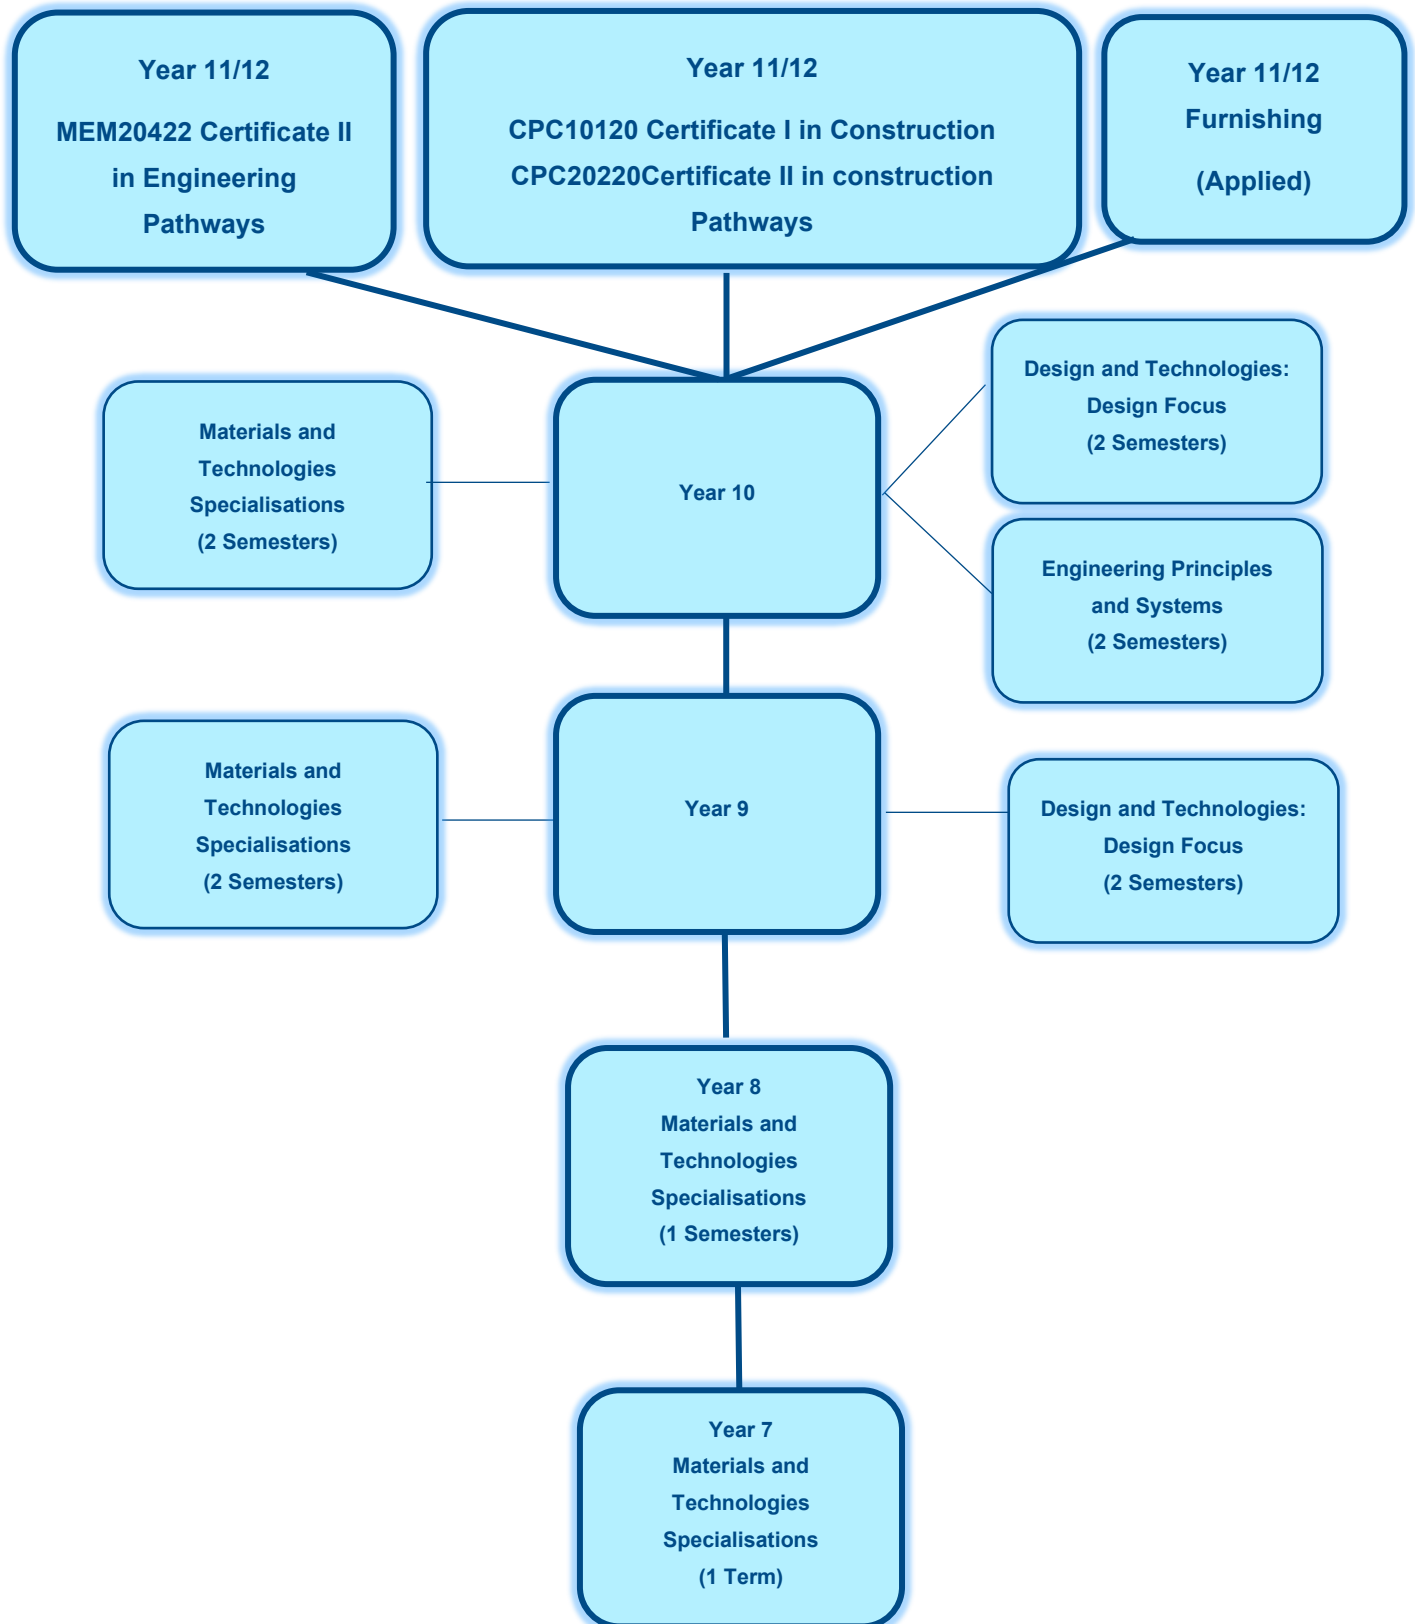 Year 11/12
MEM20422 Certificate II
in Engineering
Pathways
Year 11/12
CPC10120 Certificate I in Construction
CPC20220Certificate II in construction
Pathways
Year 11/12
Furnishing
(Applied)
Materials and
Technologies
Specialisations
(2 Semesters)
Year 10
Design and Technologies:
Design Focus
(2 Semesters)
Engineering Principles
and Systems
(2 Semesters)
Materials and
Technologies
Specialisations
(2 Semesters)
Year 9
Design and Technologies:
Design Focus
(2 Semesters)
Year 8
Materials and
Technologies
Specialisations
(1 Semesters)
Year 7
Materials and
Technologies
Specialisations
(1 Term)